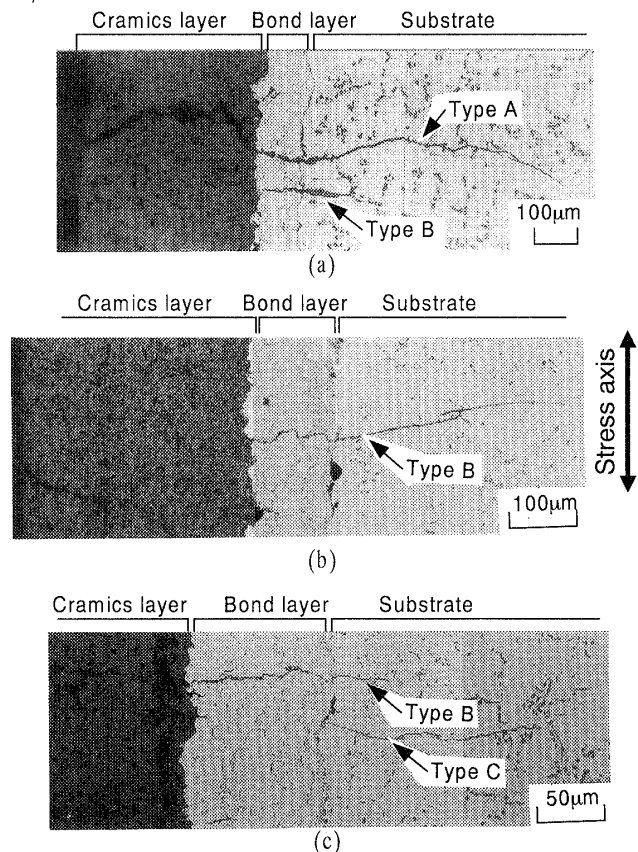 Cramics layer Bond layer Substrate
Type A
Type B
100μm
(a)
Cramics layer Bond layer Substrate
Stress axis
Type B
100μm
(b)
Cramics layer Bond layer Substrate
Type B
Type C
50μm
(c)